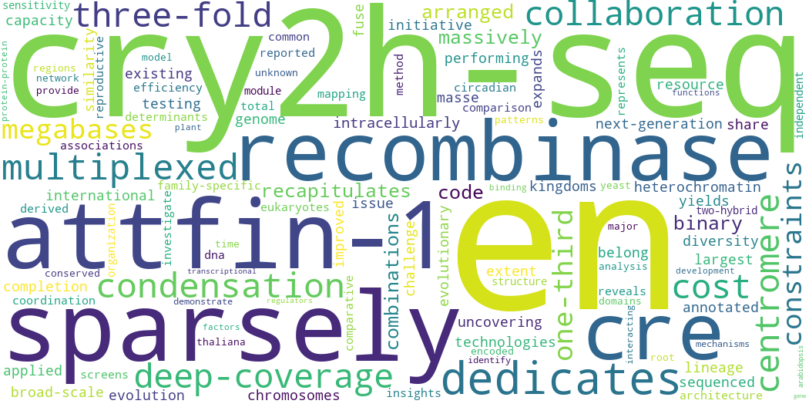 sensitivity
capacity
three-fold
common
reported
fuse
initiative
arranged
collaboration
massively
cry2h-seq
protein-protein
regions
network
provide
similarity
reproductive
model
existing
efficiency
testing
determinants
plant
unknown
module
total
genome
mapping
method
circadian
masse
comparison
performing
expands
represents
resource
functions
independent
patterns
megabases
associations
intracellularly
next-generation
share
multiplexed
recombinase
family-specific
binding
yeast
kingdoms
heterochromatin
international
recapitulates
code
yields
two-hybrid
constraints
derived
organization
investigate
eukaryotes
issue
improved
combinations
challenge
evolutionary
major
binary
attfin-1
en
time
dna
belong
diversity
analysis
largest
completion
conserved
transcriptional
extent
structure
one-third
domains
reveals
development
centromere
coordination
condensation
cost
demonstrate
regulators
comparative
annotated
sparsely
factors
thaliana
uncovering
technologies
encoded
identify
cre
interacting
mechanisms
root
lineage
sequenced
architecture
arabidopsis
applied
screens
deep-coverage
dedicates
broad-scale
evolution
chromosomes
insights